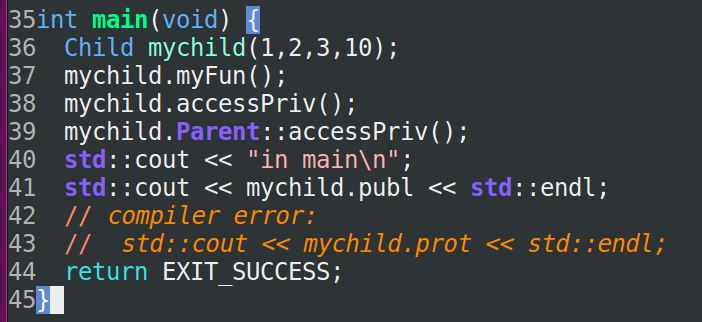 35int main(void) {
36  Child mychild(1,2,3,10);
37  mychild.myFun();
38  mychild.accessPriv();
39  mychild.Parent::accessPriv();
40  std::cout << "in main\n";
41  std::cout << mychild.publ << std::endl;
42  // compiler error:
43  //  std::cout << mychild.prot << std::endl;
44  return EXIT_SUCCESS;
45}